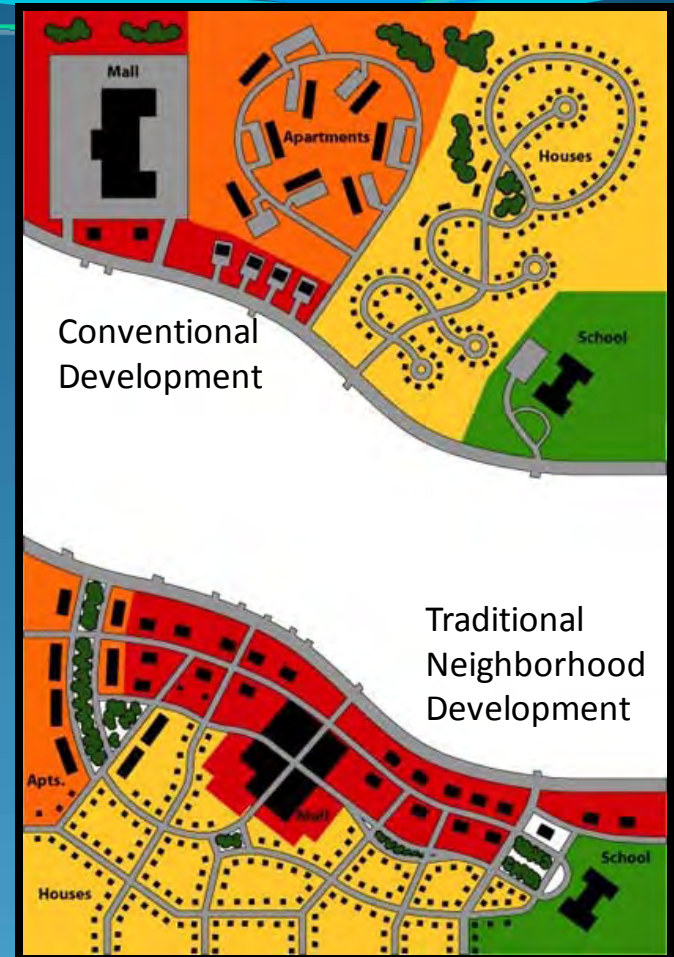 Mall
Apartments
Houses
Conventional
Development
School
Traditional
Neighborhood
Development
Apts.
Mall
School
Houses